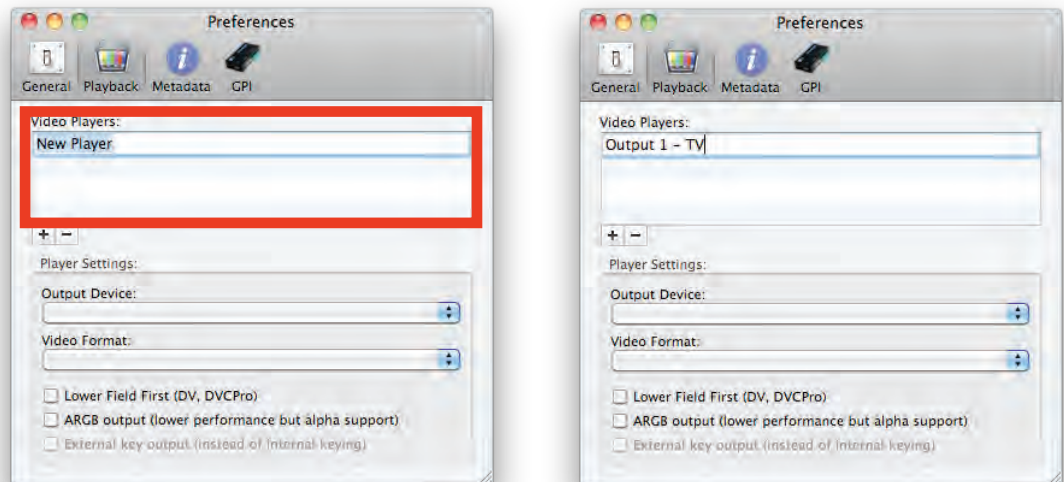 Preferences
General Playback Metadata GPI
Video Players:
New Player
+ −
Player Settings:
Output Device:
Video Format:
Lower Field First (DV, DVCPro)
ARGB output (lower performance but alpha support)
External key output (instead of Internal keying)
Preferences
General Playback Metadata GPI
Video Players:
Output 1 – TV
+ −
Player Settings:
Output Device:
Video Format:
Lower Field First (DV, DVCPro)
ARGB output (lower performance but alpha support)
External key output (instead of Internal keying)